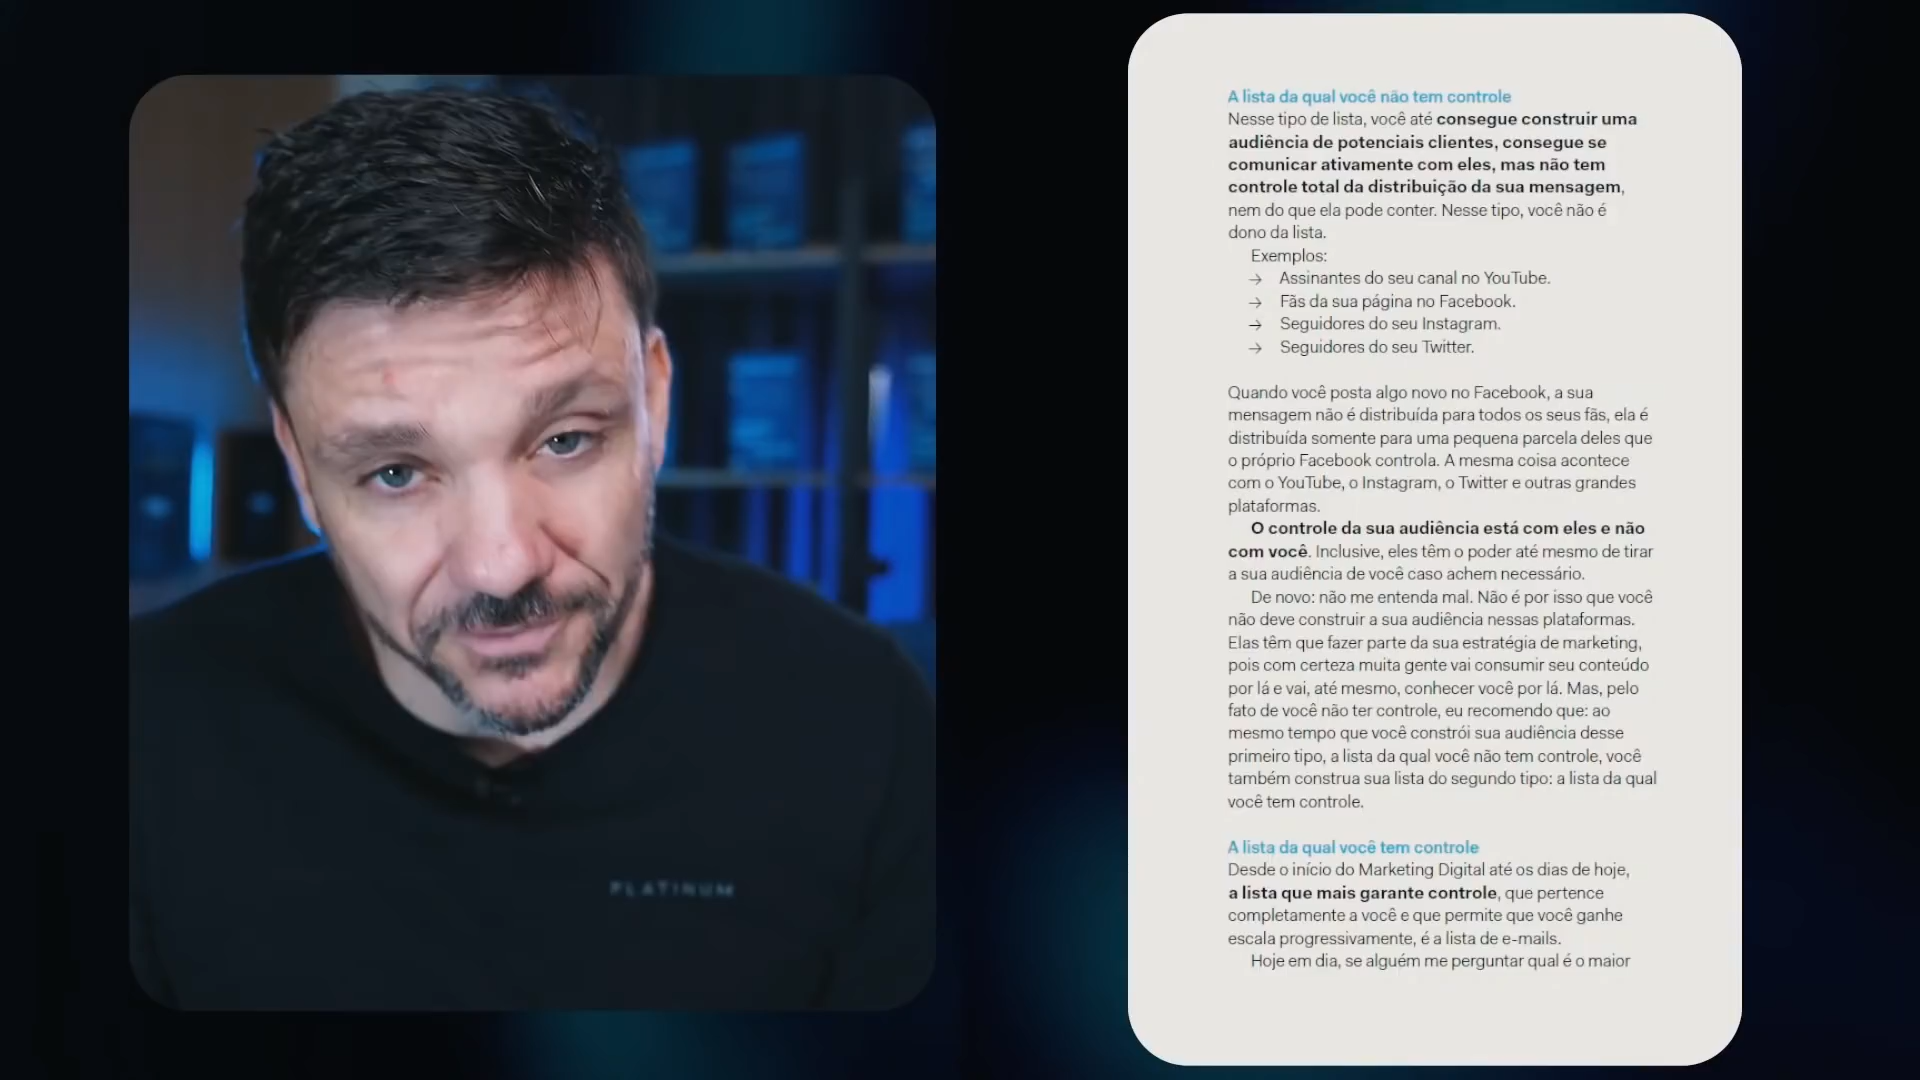 PLATINUM
A lista da qual você não tem controle
Nesse tipo de lista, você até consegue construir uma
audiência de potenciais clientes, consegue se
comunicar ativamente com eles, mas não tem
controle total da distribuição da sua mensagem,
nem do que ela pode conter. Nesse tipo, você não é
dono da lista.
Exemplos:
→ Assinantes do seu canal no YouTube.
→ Fãs da sua página no Facebook.
→ Seguidores do seu Instagram.
→ Seguidores do seu Twitter.
Quando você posta algo novo no Facebook, a sua
mensagem não é distribuída para todos os seus fãs, ela é
distribuída somente para uma pequena parcela deles que
o próprio Facebook controla. A mesma coisa acontece
com o YouTube, o Instagram, o Twitter e outras grandes
plataformas.
O controle da sua audiência está com eles e não
com você. Inclusive, eles têm o poder até mesmo de tirar
a sua audiência de você caso achem necessário.
De novo: não me entenda mal. Não é por isso que você
não deve construir a sua audiência nessas plataformas.
Elas têm que fazer parte da sua estratégia de marketing,
pois com certeza muita gente vai consumir seu conteúdo
por lá e vai, até mesmo, conhecer você por lá. Mas, pelo
fato de você não ter controle, eu recomendo que: ao
mesmo tempo que você constrói sua audiência desse
primeiro tipo, a lista da qual você não tem controle, você
também construa sua lista do segundo tipo: a lista da qual
você tem controle.
A lista da qual você tem controle
Desde o início do Marketing Digital até os dias de hoje,
a lista que mais garante controle, que pertence
completamente a você e que permite que você ganhe
escala progressivamente, é a lista de e-mails.
Hoje em dia, se alguém me perguntar qual é o maior